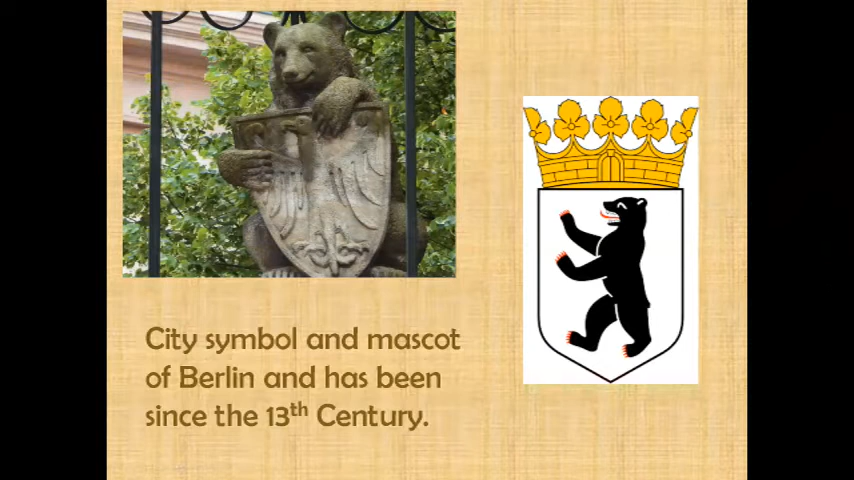 City symbol and mascot
of Berlin and has been
since the 13th Century.